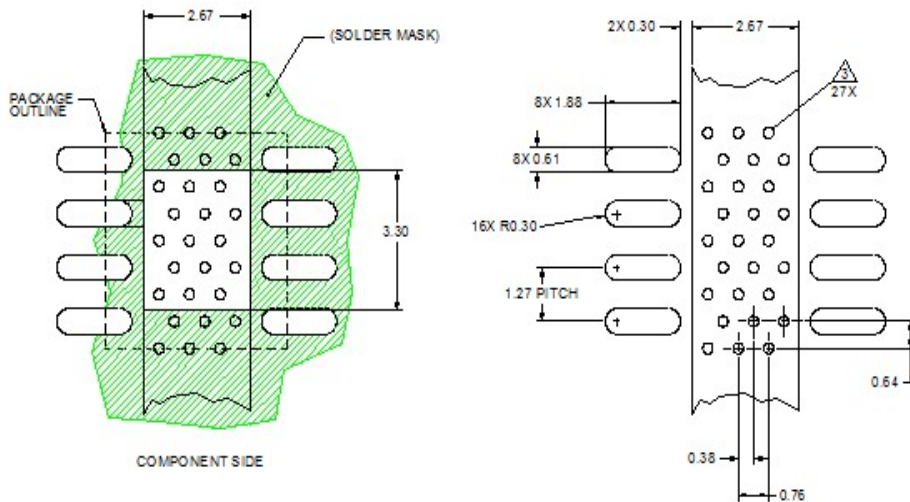 2.67
(SOLDER MASK)
PACKAGE
OUTLINE
3.30
COMPONENT SIDE
2X 0.30
2.67
3
27X
8X 1.88
8X 0.61
16X R0.30
1.27 PITCH
0.64
0.38
0.76